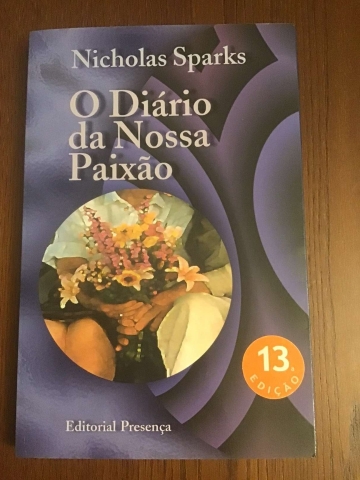 Nicholas Sparks
O Diário
da Nossa
Paixão
13.ª
EDIÇÃO
Editorial Presença